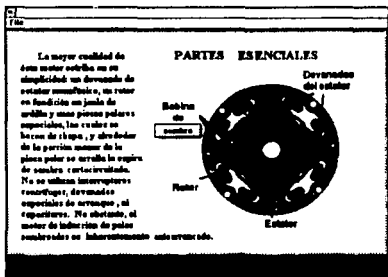 File
PARTES ESENCIALES
La mayor cualidad de
este motor estriba en su
simplicidad: un devanado de
estator monofásico, un rotor
en fundición en jaula de
ardilla y unas piezas polares
especiales, las cuales se
hacen de chapa, y alrededor
de la porción menor de la
pieza polar se arrolla la espira
de sombra cortocircuitada.
No se utilizan interruptores
centrífugos, devanados
especiales de arranque, ni
capacitores. No obstante, el
motor de inducción de polos
sombreados es inherentemente autoarrancado.
Devanados
del estator
Bobina
de
sombra
Rotor
Estator